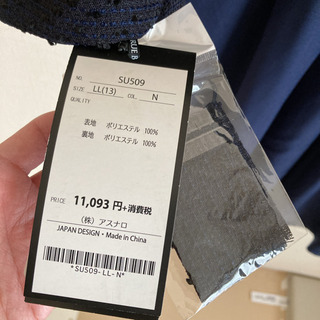 NO. SU509
SIZE LL(13) COL. N
QUALITY
表地 ポリエステル 100%
裏地 ポリエステル 100%
PRICE 11,093 円+消費税
(株) アスナロ
JAPAN DESIGN・Made in China
*SU509-LL-N*